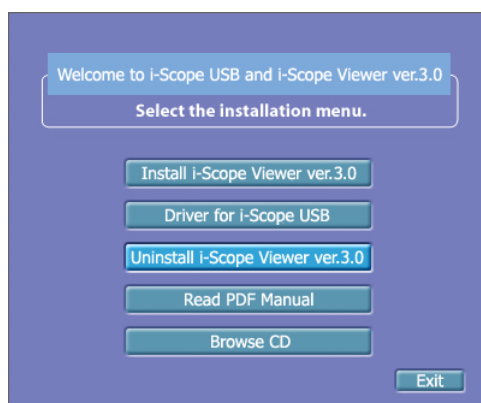 Welcome to i-Scope USB and i-Scope Viewer ver.3.0
Select the installation menu.
Install i-Scope Viewer ver.3.0
Driver for i-Scope USB
Uninstall i-Scope Viewer ver.3.0
Read PDF Manual
Browse CD
Exit